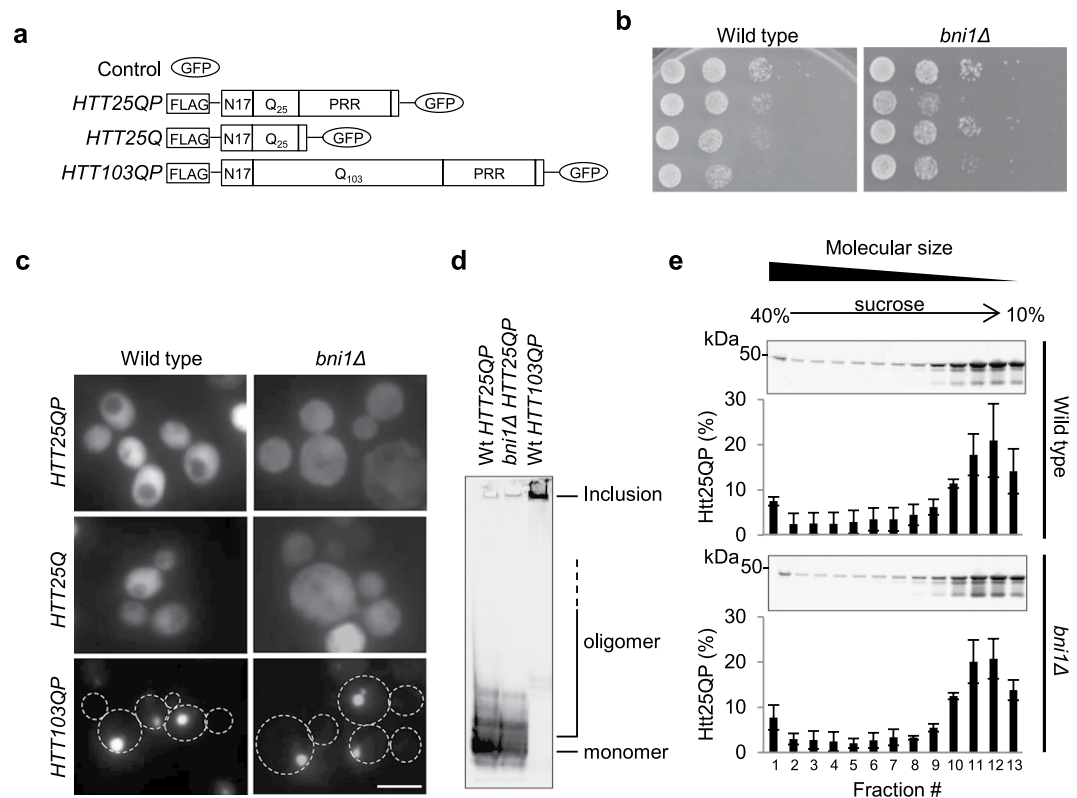 a
Control GFP
HTT25QP FLAG N17 Q25 PRR GFP
HTT25Q FLAG N17 Q25 GFP
HTT103QP FLAG N17 Q103 PRR GFP
b
Wild type bni1Δ
c
Wild type bni1Δ
HTT25QP
HTT25Q
HTT103QP
d
Wt HTT25QP
bni1Δ HTT25QP
Wt HTT103QP
Inclusion
oligomer
monomer
e
Molecular size
sucrose
40% 10%
kDa
50
30
20
10
0
Htt25QP (%)
Wild type
kDa
50
30
20
10
0
Htt25QP (%)
bni1Δ
1 2 3 4 5 6 7 8 9 10 11 12 13
Fraction #